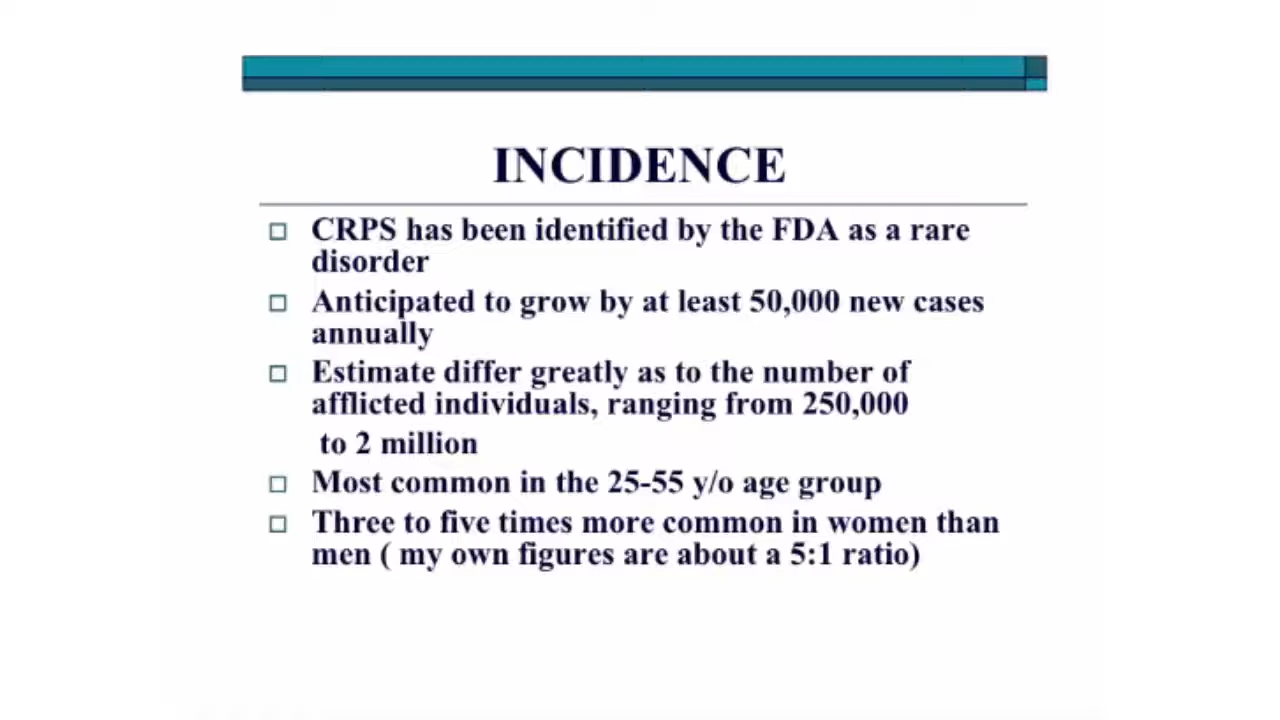 INCIDENCE
CRPS has been identified by the FDA as a rare
disorder
Anticipated to grow by at least 50,000 new cases
annually
Estimate differ greatly as to the number of
afflicted individuals, ranging from 250,000
to 2 million
Most common in the 25-55 y/o age group
Three to five times more common in women than
men ( my own figures are about a 5:1 ratio)